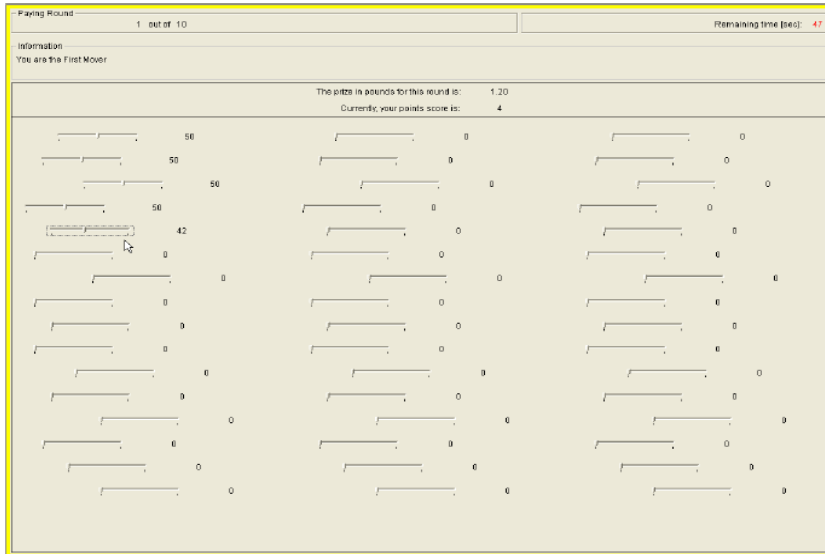 Paying Round
1 out of 10
Remaining time [sec]: 47
Information
You are the First Mover
The prize in pounds for this round is: 1.20
Currently, your points score is: 4
50 0 0
50 0 0
50 0 0
50 0 0
42 0 0
0 0 0
0 0 0
0 0 0
0 0 0
0 0 0
0 0 0
0 0 0
0 0 0
0 0 0
0 0 0
0 0 0